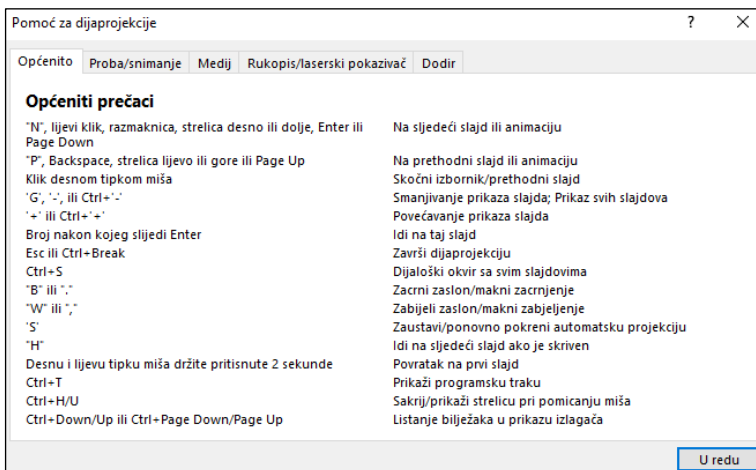 Pomoć za dijaprojekcije
Općenito Proba/snimanje Medij Rukopis/laserski pokazivač Dodir
Općeniti prečaci
"N", lijevi klik, razmaknica, strelica desno ili dolje, Enter ili Na sljedeći slajd ili animaciju
Page Down
"P", Backspace, strelica lijevo ili gore ili Page Up Na prethodni slajd ili animaciju
Klik desnom tipkom miša Skočni izbornik/prethodni slajd
'G', '-', ili Ctrl+'-' Smanjivanje prikaza slajda; Prikaz svih slajdova
'+' ili Ctrl+'+' Povećavanje prikaza slajda
Broj nakon kojeg slijedi Enter Idi na taj slajd
Esc ili Ctrl+Break Završi dijaprojekciju
Ctrl+S Dijaloški okvir sa svim slajdovima
"B" ili "." Zacrni zaslon/makni zacrnjenje
"W" ili "," Zabijeli zaslon/makni zabjeljenje
'S' Zaustavi/ponovno pokreni automatsku projekciju
"H" Idi na sljedeći slajd ako je skriven
Desnu i lijevu tipku miša držite pritisnute 2 sekunde Povratak na prvi slajd
Ctrl+T Prikaži programsku traku
Ctrl+H/U Sakrij/prikaži strelicu pri pomicanju miša
Ctrl+Down/Up ili Ctrl+Page Down/Page Up Listanje bilježaka u prikazu izlagača
U redu